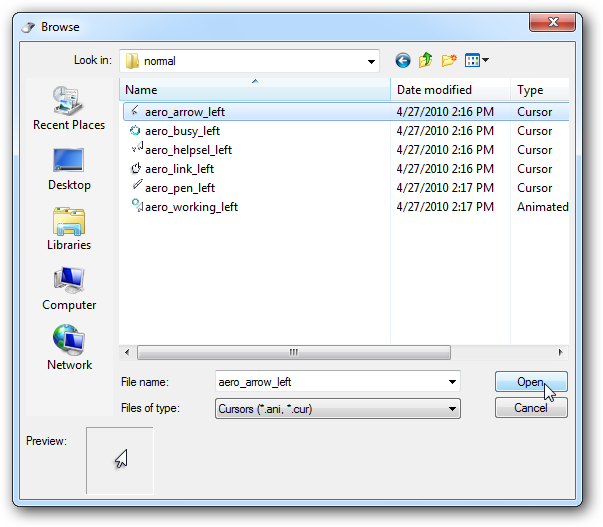 Browse
Look in: nomal
Name Date modified Type
aero_arrow_left 4/27/2010 2:16 PM Cursor
aero_busy_left 4/27/2010 2:16 PM Cursor
aero_helpsel_left 4/27/2010 2:16 PM Cursor
aero_link_left 4/27/2010 2:16 PM Cursor
aero_pen_left 4/27/2010 2:17 PM Cursor
aero_working_left 4/27/2010 2:17 PM Animated
Recent Places
Desktop
Libraries
Computer
Network
File name: aero_arrow_left Open
Files of type: Cursors (*.ani, *.cur) Cancel
Preview: